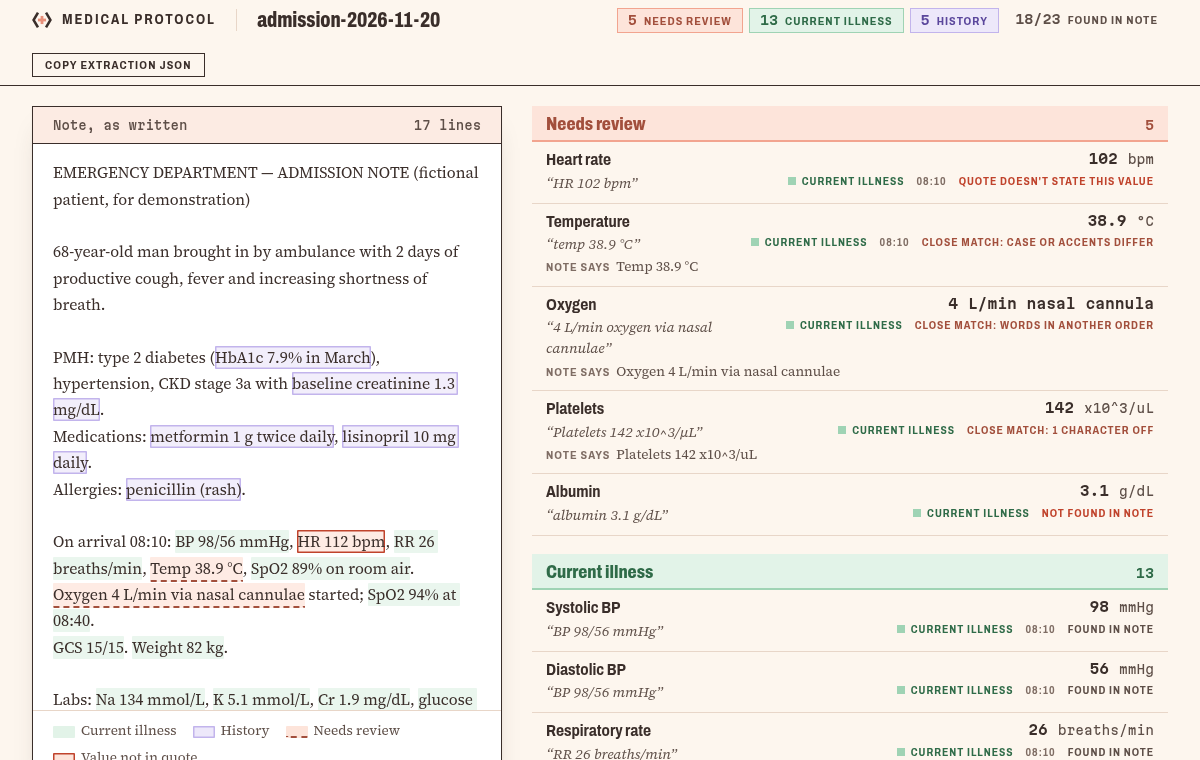 MEDICAL PROTOCOL
admission-2026-11-20
5 NEEDS REVIEW
13 CURRENT ILLNESS
5 HISTORY
18/23 FOUND IN NOTE
COPY EXTRACTION JSON
Note, as written
17 lines
EMERGENCY DEPARTMENT — ADMISSION NOTE (fictional
patient, for demonstration)
68-year-old man brought in by ambulance with 2 days of
productive cough, fever and increasing shortness of
breath.
PMH: type 2 diabetes (HbA1c 7.9% in March),
hypertension, CKD stage 3a with baseline creatinine 1.3
mg/dL.
Medications: metformin 1 g twice daily, lisinopril 10 mg
daily.
Allergies: penicillin (rash).
On arrival 08:10: BP 98/56 mmHg, HR 112 bpm, RR 26
breaths/min, Temp 38.9 °C, SpO2 89% on room air.
Oxygen 4 L/min via nasal cannulae started; SpO2 94% at
08:40.
GCS 15/15. Weight 82 kg.
Labs: Na 134 mmol/L, K 5.1 mmol/L, Cr 1.9 mg/dL, glucose
Current illness
History
Needs review
Value not in quote
Needs review
5
Heart rate
102 bpm
“HR 102 bpm”
CURRENT ILLNESS 08:10 QUOTE DOESN'T STATE THIS VALUE
Temperature
38.9 °C
“temp 38.9 °C”
CURRENT ILLNESS 08:10 CLOSE MATCH: CASE OR ACCENTS DIFFER
NOTE SAYS Temp 38.9 °C
Oxygen
4 L/min nasal cannula
“4 L/min oxygen via nasal
cannulae”
CURRENT ILLNESS CLOSE MATCH: WORDS IN ANOTHER ORDER
NOTE SAYS Oxygen 4 L/min via nasal cannulae
Platelets
142 x10^3/uL
“Platelets 142 x10^3/µL”
CURRENT ILLNESS CLOSE MATCH: 1 CHARACTER OFF
NOTE SAYS Platelets 142 x10^3/uL
Albumin
3.1 g/dL
“albumin 3.1 g/dL”
CURRENT ILLNESS NOT FOUND IN NOTE
Current illness
13
Systolic BP
98 mmHg
“BP 98/56 mmHg”
CURRENT ILLNESS 08:10 FOUND IN NOTE
Diastolic BP
56 mmHg
“BP 98/56 mmHg”
CURRENT ILLNESS 08:10 FOUND IN NOTE
Respiratory rate
26 breaths/min
“RR 26 breaths/min”
CURRENT ILLNESS 08:10 FOUND IN NOTE